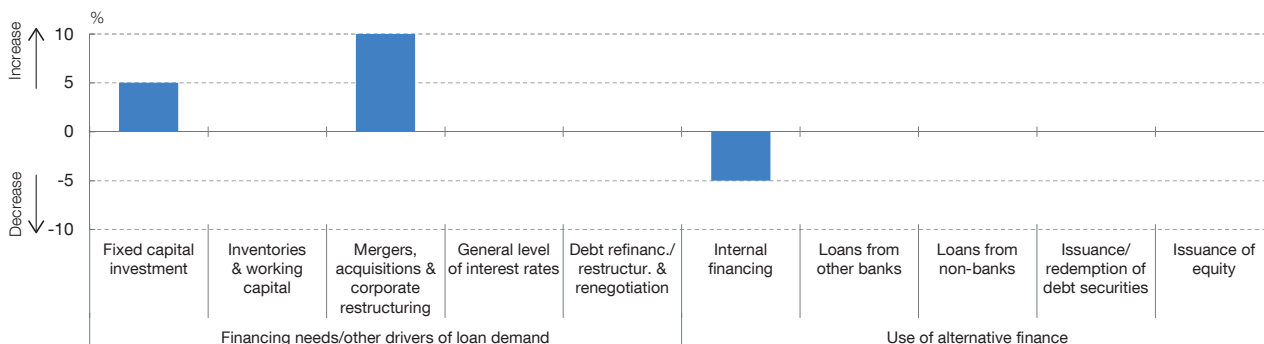 %
Increase
Decrease
10
5
0
-5
-10
Fixed capital
investment
Inventories
& working
capital
Mergers,
acquisitions &
corporate
restructuring
General level
of interest rates
Debt refinanc./
restructur. &
renegotiation
Internal
financing
Loans from
other banks
Loans from
non-banks
Issuance/
redemption of
debt securities
Issuance of
equity
Financing needs/other drivers of loan demand
Use of alternative finance